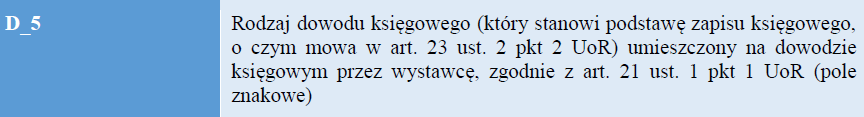 D_5
Rodzaj dowodu księgowego (który stanowi podstawę zapisu księgowego,
o czym mowa w art. 23 ust. 2 pkt 2 UoR) umieszczony na dowodzie
księgowym przez wystawcę, zgodnie z art. 21 ust. 1 pkt 1 UoR (pole
znakowe)